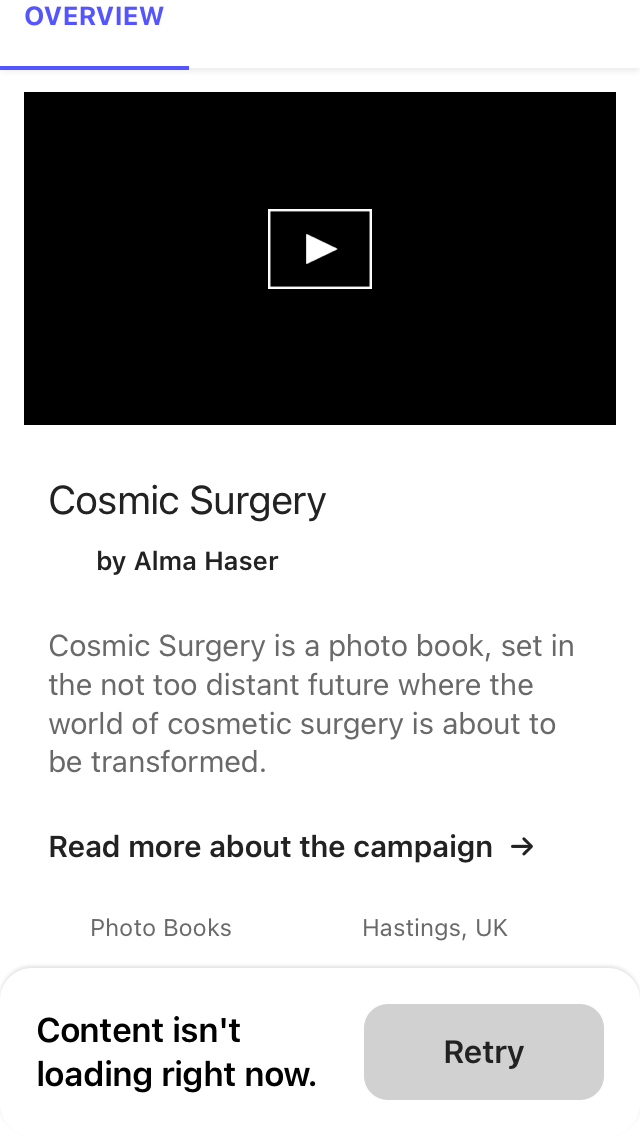 OVERVIEW
Cosmic Surgery
by Alma Haser
Cosmic Surgery is a photo book, set in
the not too distant future where the
world of cosmetic surgery is about to
be transformed.
Read more about the campaign →
Photo Books
Hastings, UK
Content isn't
loading right now.
Retry